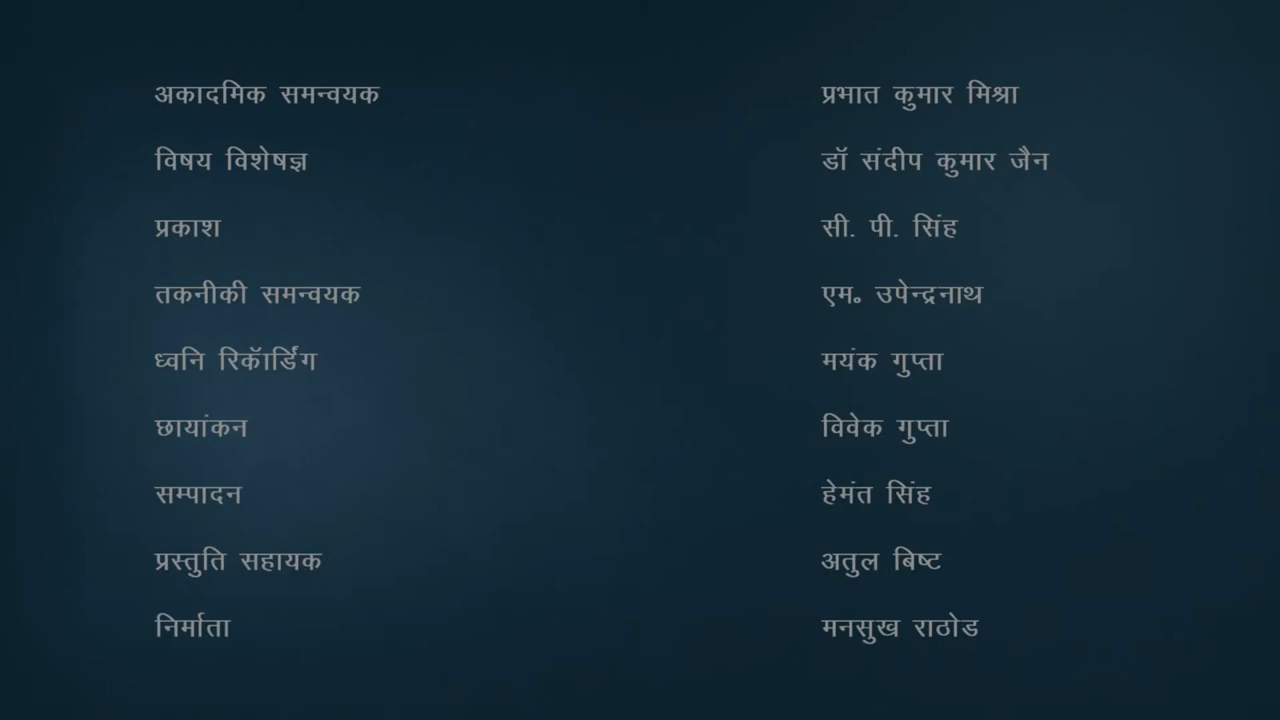 अकादमिक समन्वयक प्रभात कुमार मिश्रा
विषय विशेषज्ञ डॉ संदीप कुमार जैन
प्रकाश सी. पी. सिंह
तकनीकी समन्वयक एम॰ उपेन्द्रनाथ
ध्वनि रिकॅार्डिंग मयंक गुप्ता
छायांकन विवेक गुप्ता
सम्पादन हेमंत सिंह
प्रस्तुति सहायक अतुल बिष्ट
निर्माता मनसुख राठोड